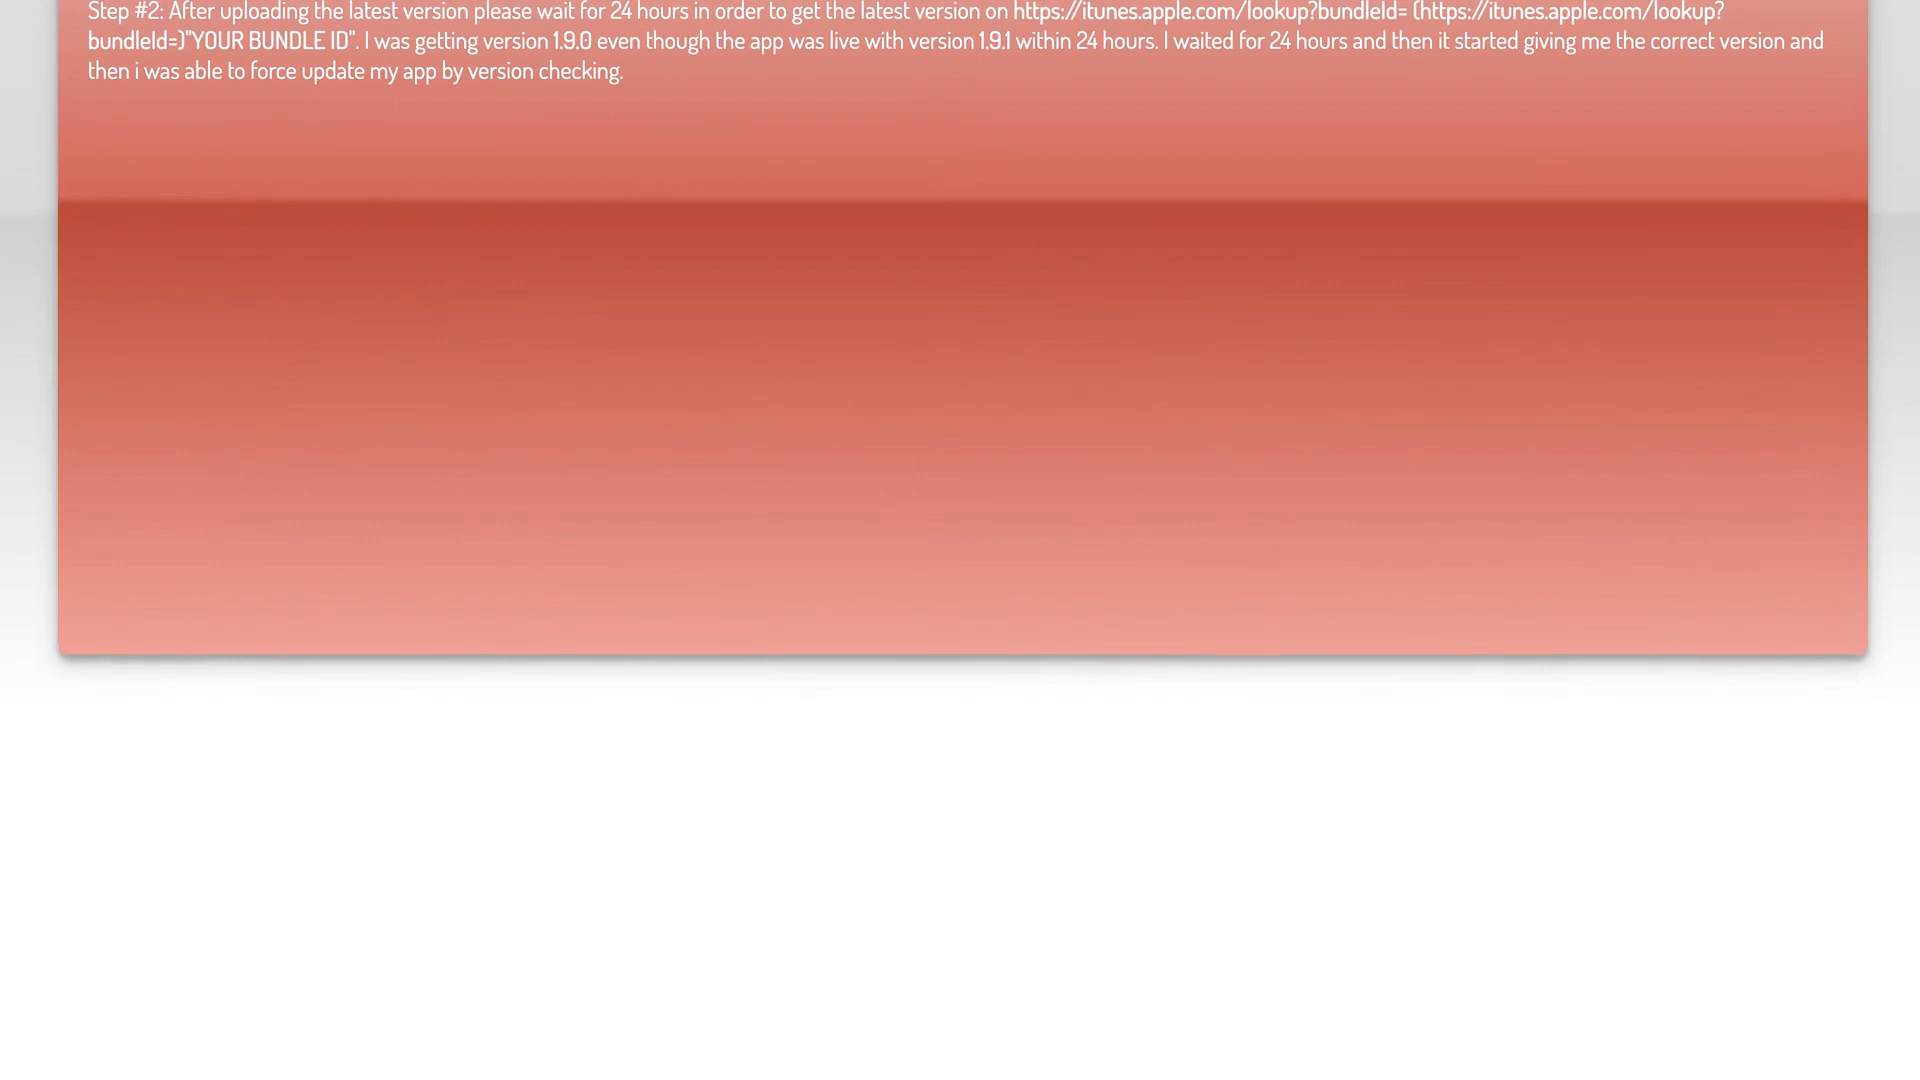 Step #2: After uploading the latest version please wait for 24 hours in order to get the latest version on https://itunes.apple.com/lookup?bundleId= (https://itunes.apple.com/lookup?
bundleId=)"YOUR BUNDLE ID". I was getting version 1.9.0 even though the app was live with version 1.9.1 within 24 hours. I waited for 24 hours and then it started giving me the correct version and
then i was able to force update my app by version checking.